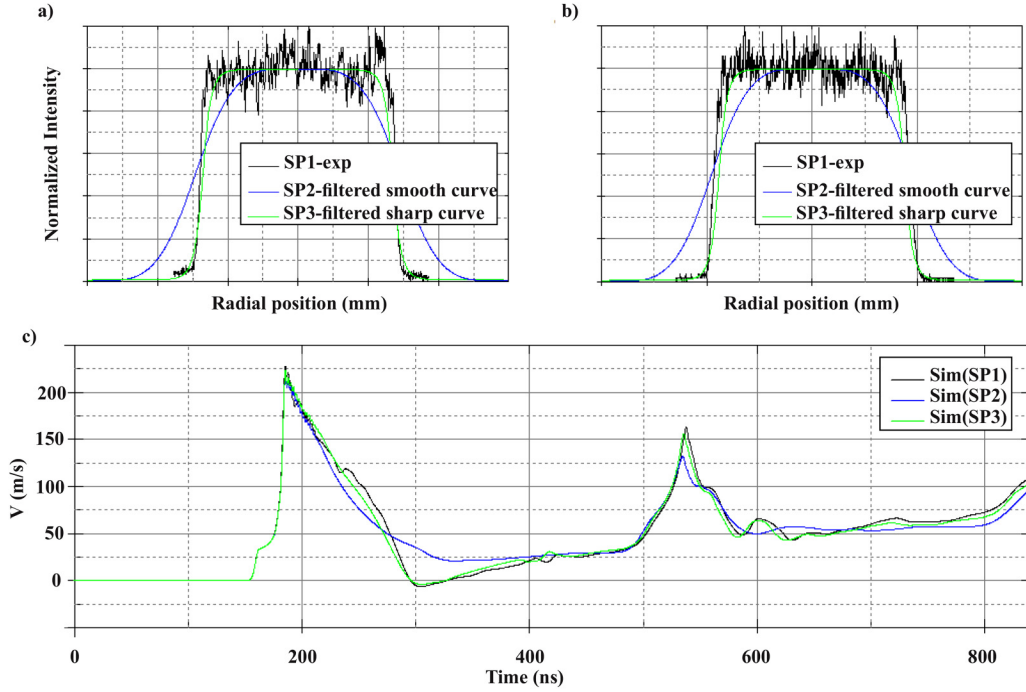 a)
Normalized Intensity
SP1-exp
SP2-filtered smooth curve
SP3-filtered sharp curve
Radial position (mm)
b)
SP1-exp
SP2-filtered smooth curve
SP3-filtered sharp curve
Radial position (mm)
c)
V (m/s)
200
150
100
50
0
Sim(SP1)
Sim(SP2)
Sim(SP3)
0
200
400
600
800
Time (ns)